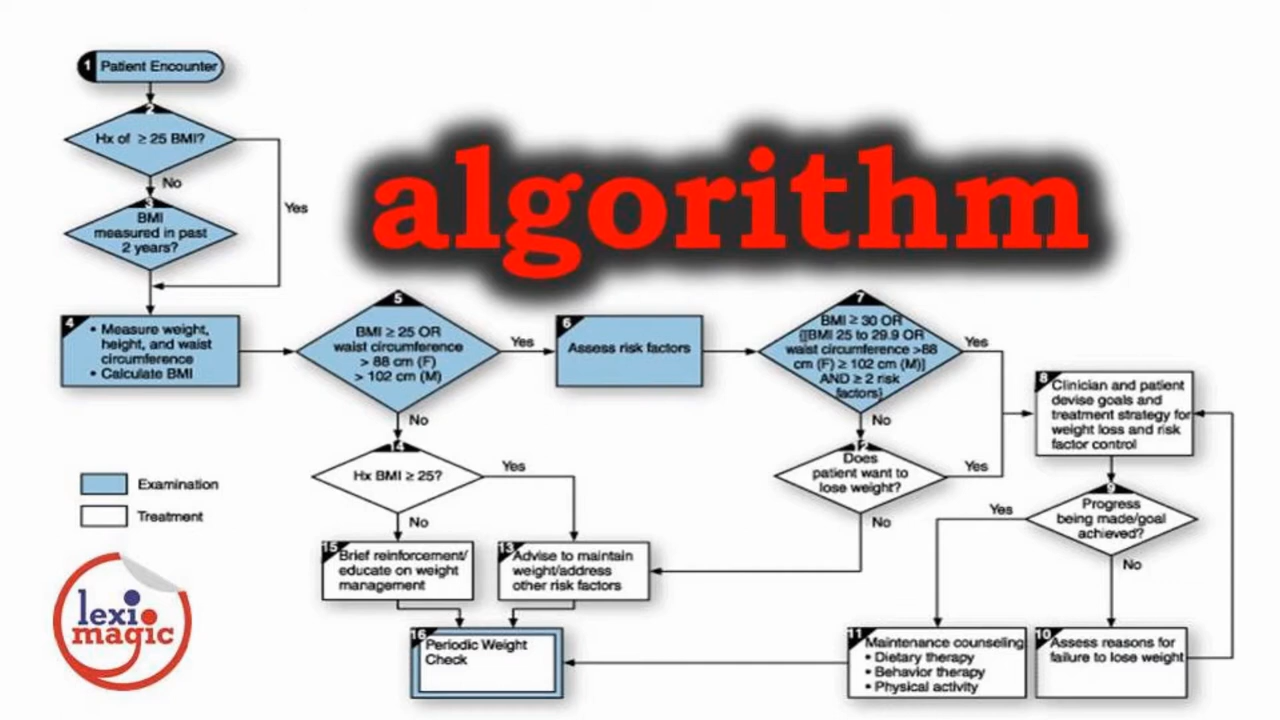 1 Patient Encounter
2
Hx of ≥ 25 BMI?
No
Yes
3
BMI
measured in past
2 years?
algorithm
4
• Measure weight,
height, and waist
circumference
• Calculate BMI
5
BMI ≥ 25 OR
waist circumference
> 88 cm (F)
> 102 cm (M)
Yes
No
6
Assess risk factors
7
BMI ≥ 30 OR
{[BMI 25 to 29.9 OR
waist circumference >88
cm (F) ≥ 102 cm (M)]
AND ≥ 2 risk
factors}
Yes
No
8
Clinician and patient
devise goals and
treatment strategy for
weight loss and risk
factor control
14
Hx BMI ≥ 25?
Yes
No
12
Does
patient want to
lose weight?
Yes
No
9
Progress
being made/goal
achieved?
Yes
No
Examination
Treatment
15
Brief reinforcement/
educate on weight
management
13
Advise to maintain
weight/address
other risk factors
16
Periodic Weight
Check
11
Maintenance counseling:
• Dietary therapy
• Behavior therapy
• Physical activity
10
Assess reasons for
failure to lose weight
lexi
magic